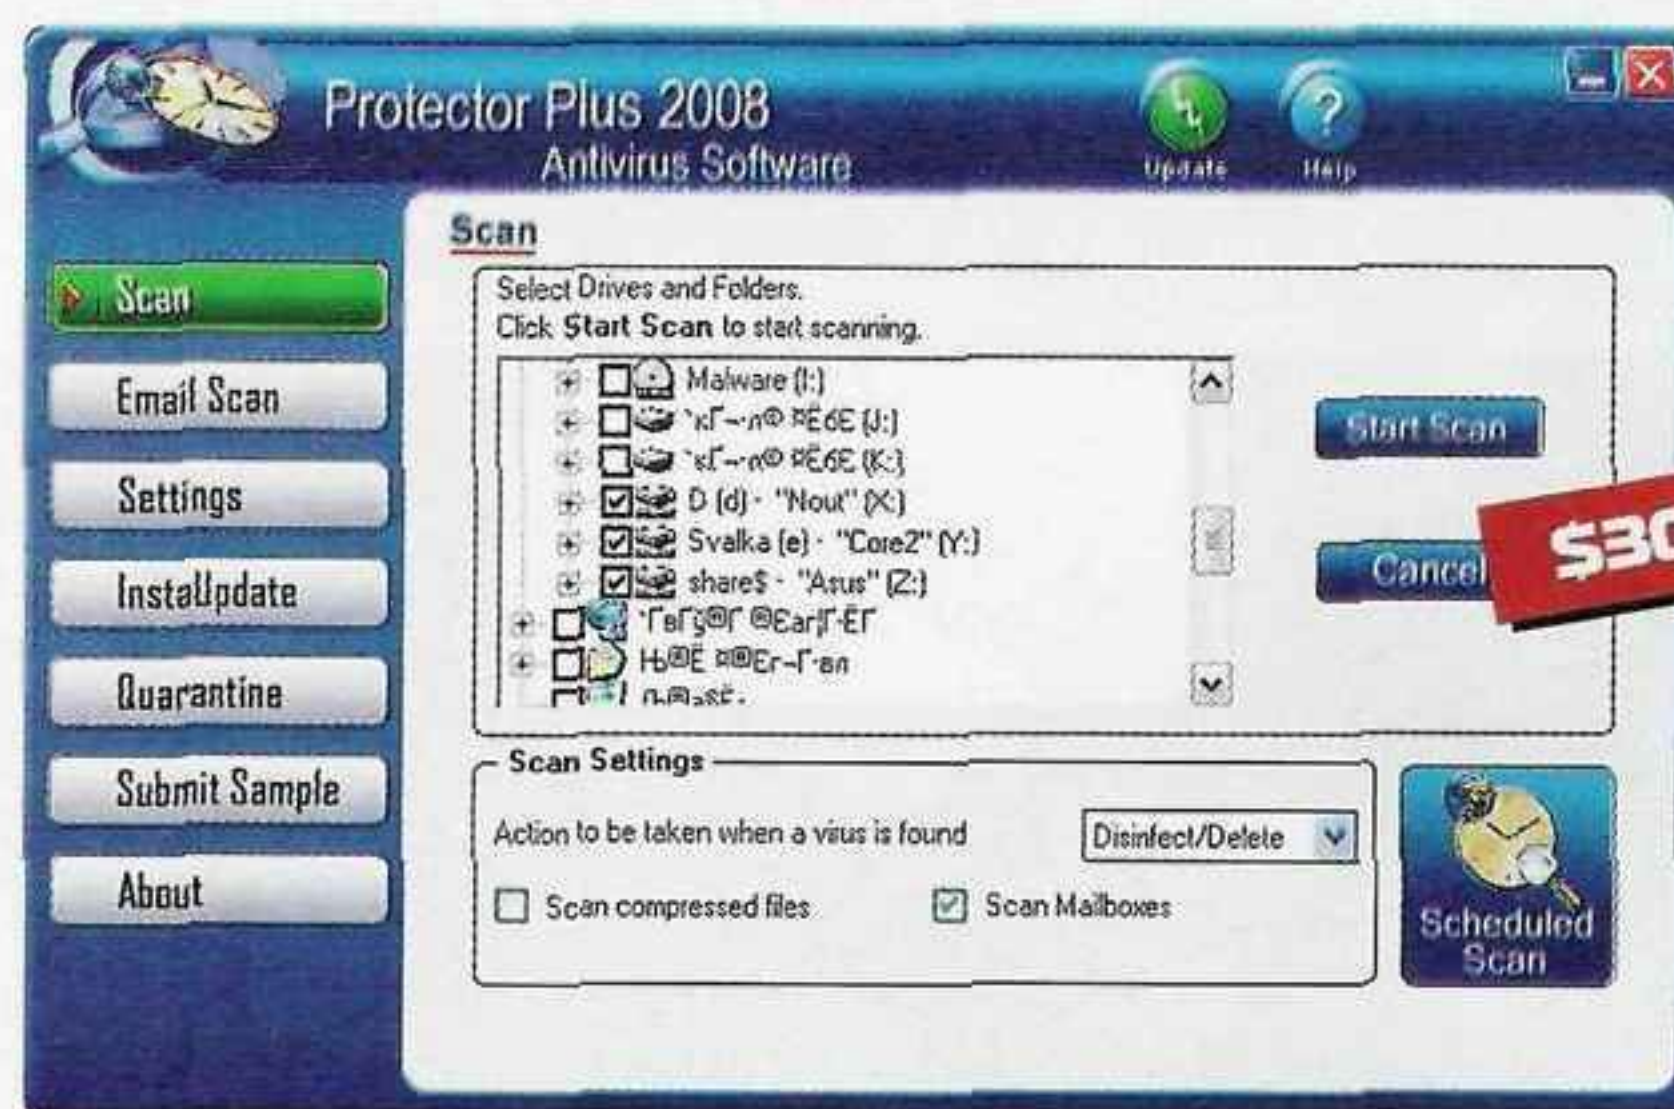 Protector Plus 2008
Antivirus Software
Update
Help
Scan
Email Scan
Settings
InstaUpdate
Quarantine
Submit Sample
About
Scan
Select Drives and Folders.
Click Start Scan to start scanning.
Malware (I:)
(J:)
(K:)
D (d) - "Nout" (X:)
Svalka (e) - "Core2" (Y:)
share$ - "Asus" (Z:)
Start Scan
Cancel
$30
Scan Settings
Action to be taken when a virus is found
Disinfect/Delete
Scan compressed files
Scan Mailboxes
Scheduled
Scan